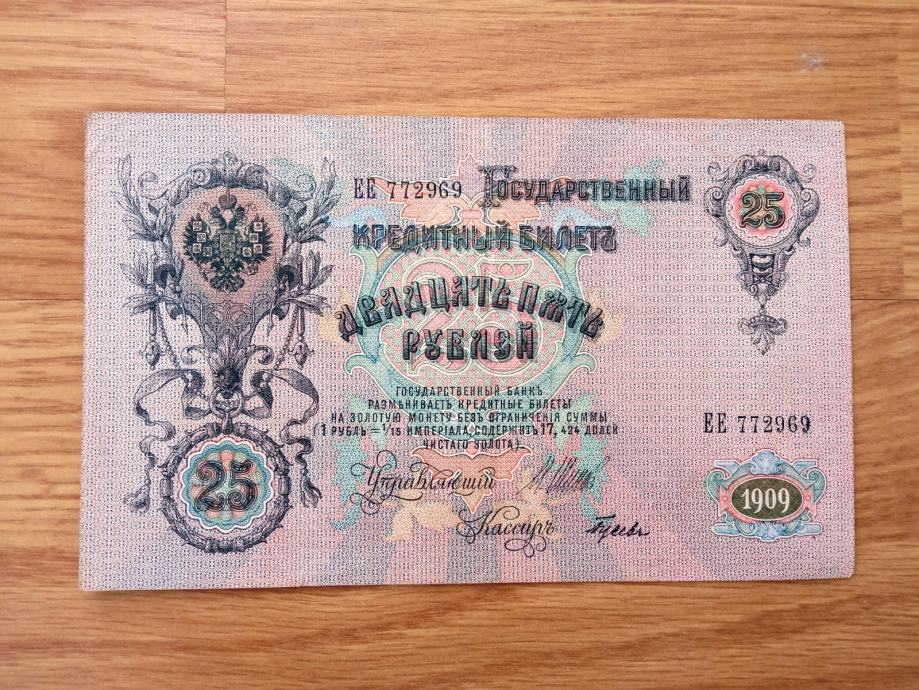 ЕЕ 772969
Государственный
25
Кредитный Билетъ
Двадцать пять
рублей
ГОСУДАРСТВЕННЫЙ БАНКЪ
РАЗМѢНИВАЕТЪ КРЕДИТНЫЕ БИЛЕТЫ
НА ЗОЛОТУЮ МОНЕТУ БЕЗЪ ОГРАНИЧЕНІЯ СУММЫ
(1 РУБЛЬ = 1/15 ИМПЕРІАЛА, СОДЕРЖИТЪ 17,424 ДОЛЕЙ
ЧИСТАГО ЗОЛОТА)
ЕЕ 772969
25
Управляющій
1909
Кассиръ